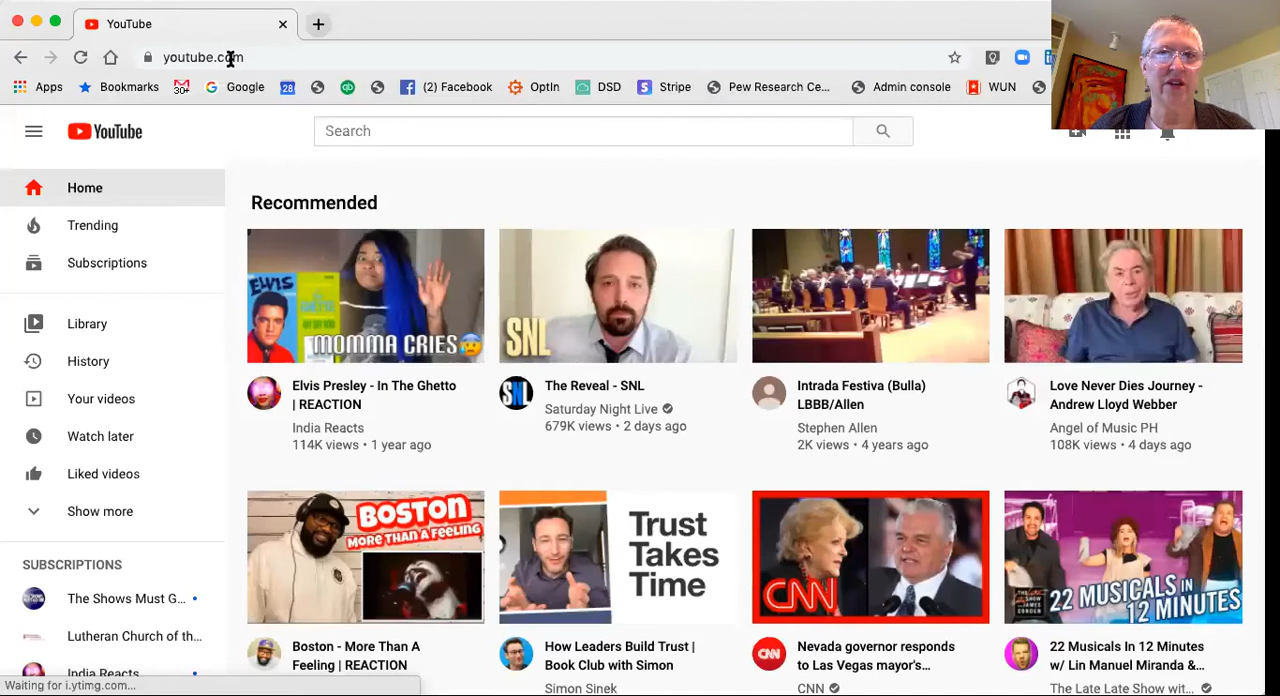 YouTube
youtube.com
Apps
Bookmarks
30+
Google
28
(2) Facebook
OptIn
DSD
Stripe
Pew Research Ce...
Admin console
WUN
YouTube
Search
Home
Trending
Subscriptions
Library
History
Your videos
Watch later
Liked videos
Show more
SUBSCRIPTIONS
The Shows Must G...
Lutheran Church of th...
India Reacts
Waiting for i.ytimg.com...
Recommended
ELVIS
MOMMA CRIES
Elvis Presley - In The Ghetto
| REACTION
India Reacts
114K views • 1 year ago
SNL
SNL
The Reveal - SNL
Saturday Night Live
679K views • 2 days ago
Intrada Festiva (Bulla)
LBBB/Allen
Stephen Allen
2K views • 4 years ago
Love Never Dies Journey -
Andrew Lloyd Webber
Angel of Music PH
108K views • 4 days ago
BOSTON
MORE THAN A FEELING
Boston - More Than A
Feeling | REACTION
Trust
Takes
Time
How Leaders Build Trust |
Book Club with Simon
Simon Sinek
CNN
CNN
Nevada governor responds
to Las Vegas mayor's...
CNN
THE LATE LATE SHOW
JAMES
CORDEN
22 MUSICALS IN
12 MINUTES
22 Musicals In 12 Minutes
w/ Lin Manuel Miranda &...
The Late Late Show wit...